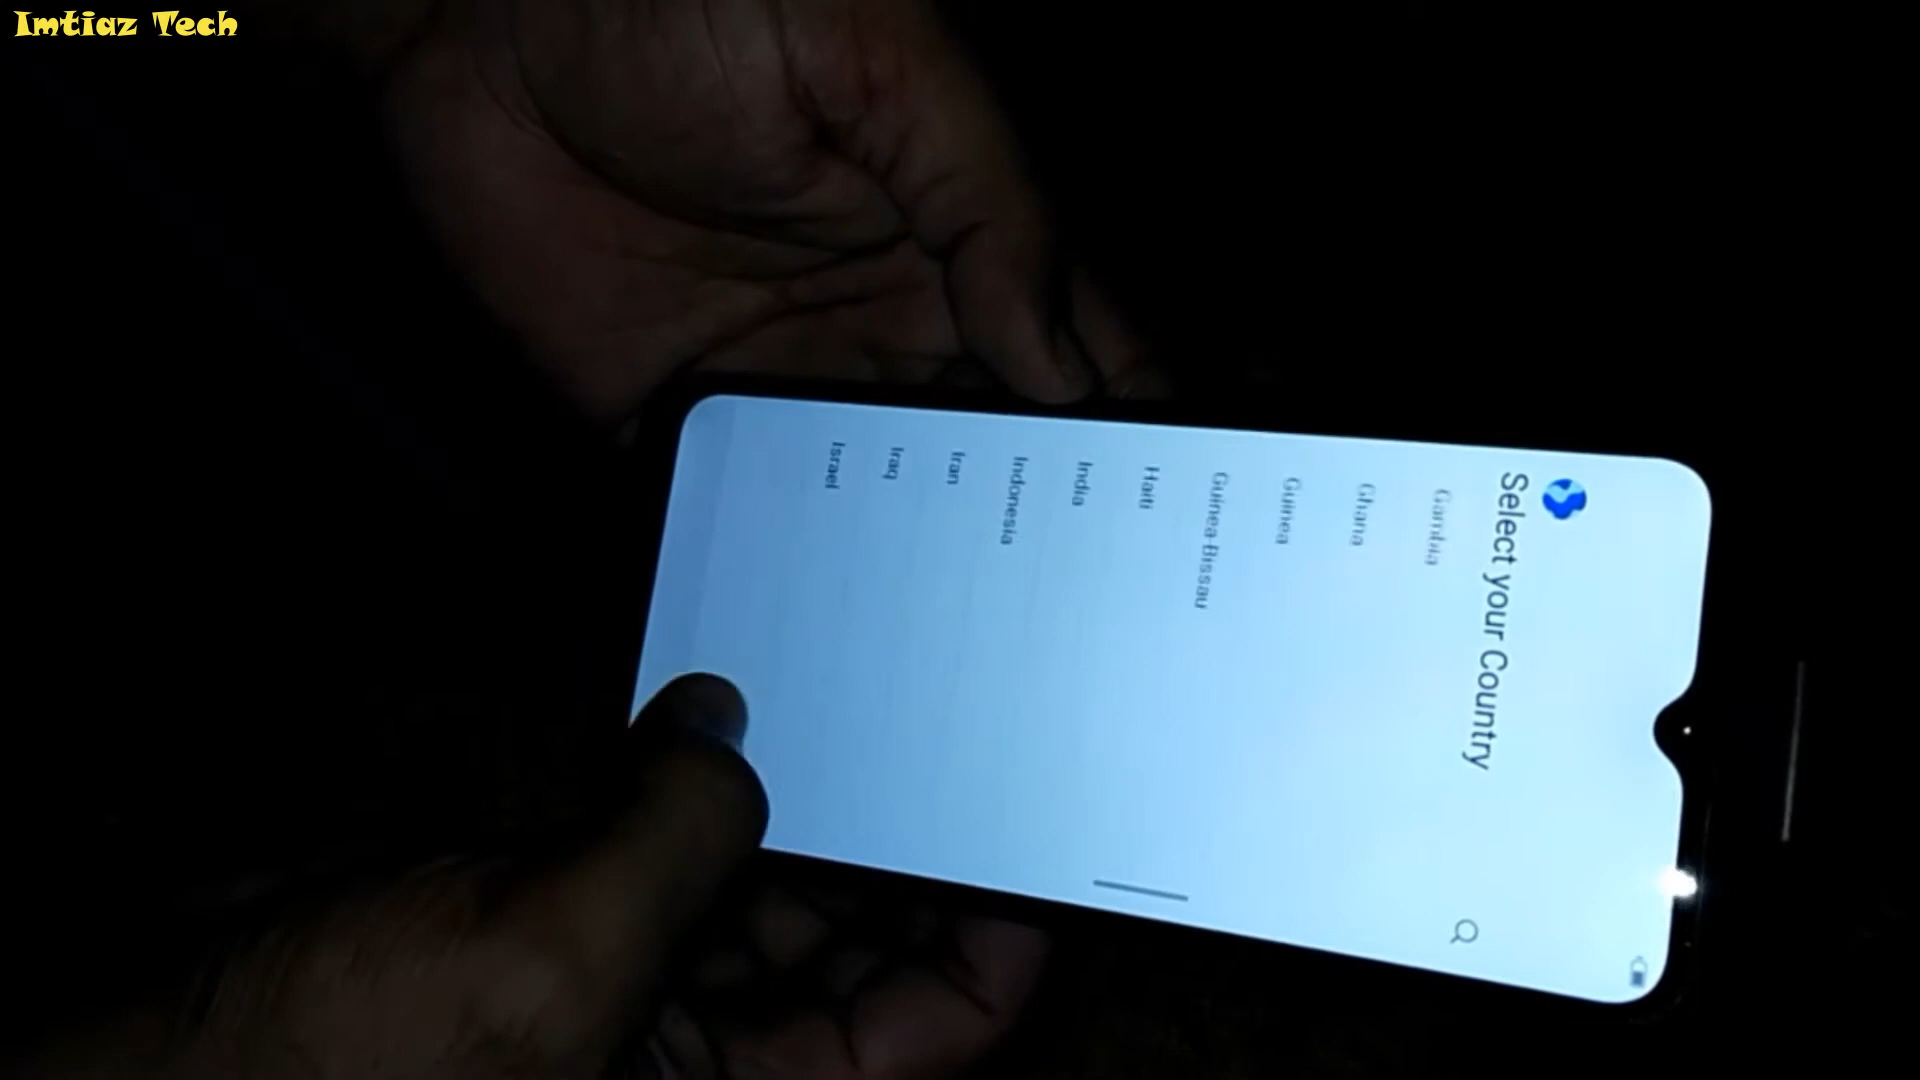 Imtiaz Tech
Select your Country
Gambia
Ghana
Guinea
Guinea-Bissau
Haiti
India
Indonesia
Iran
Iraq
Israel